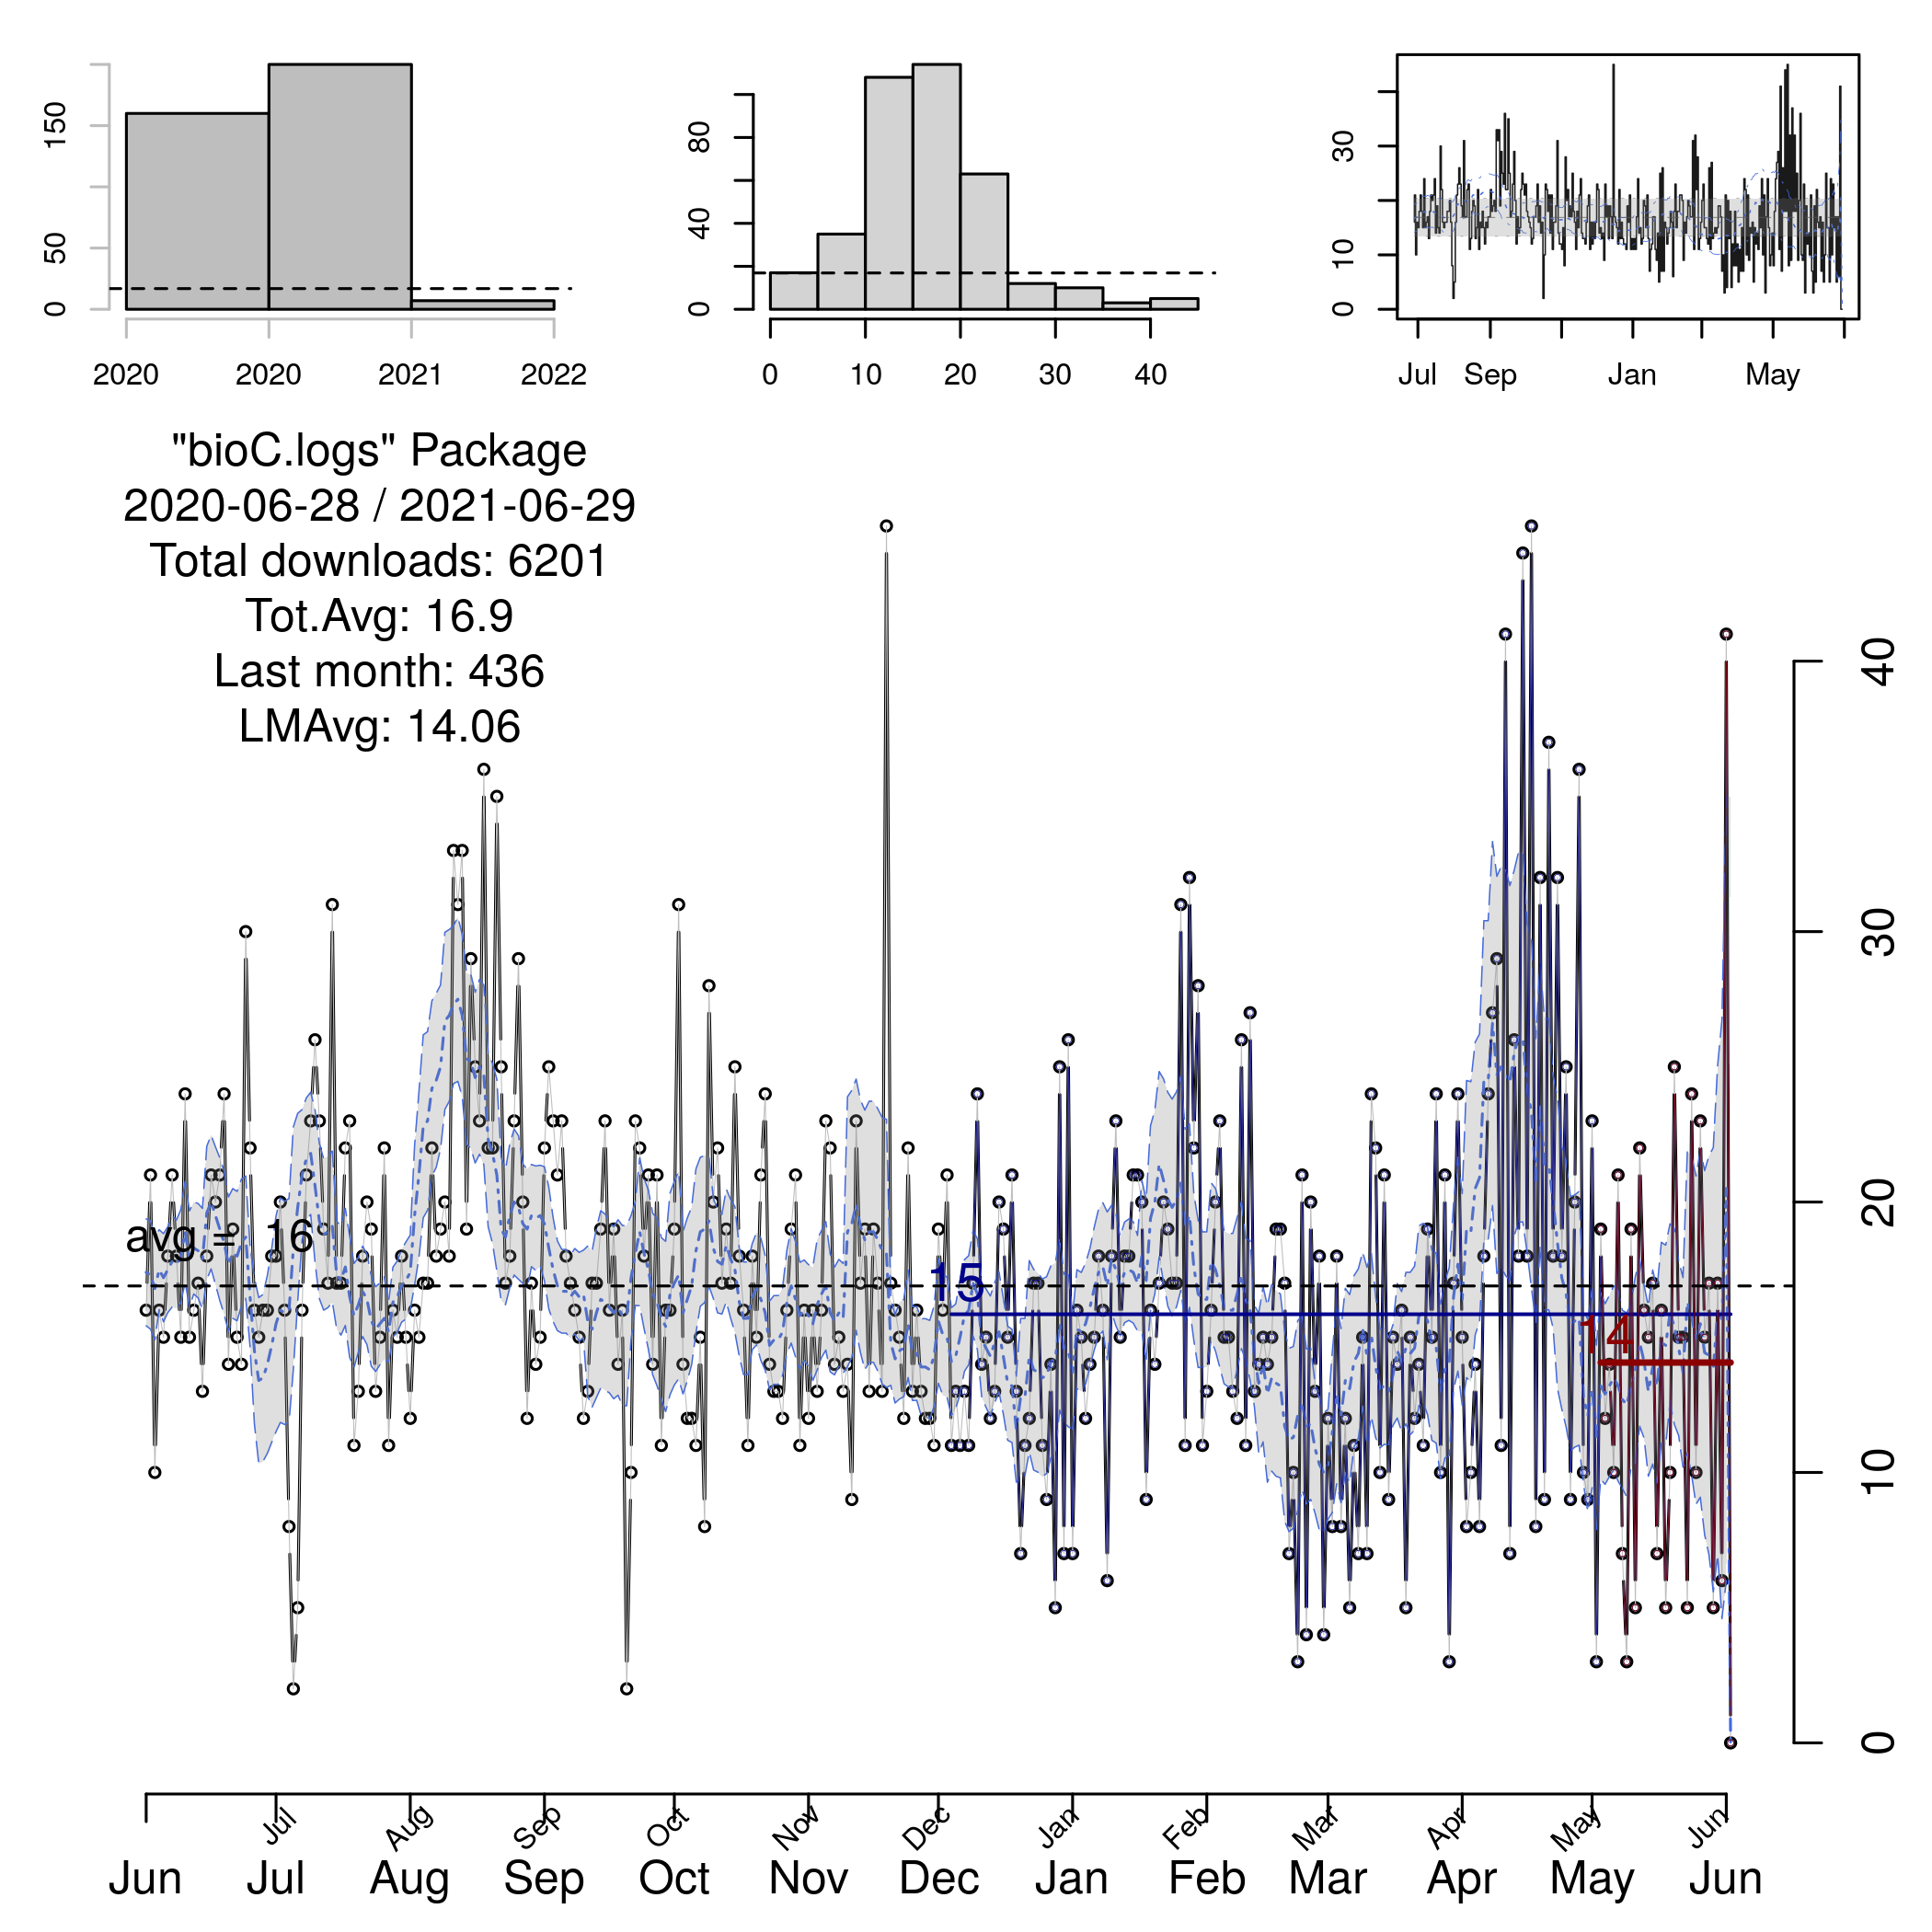 150
50
0
2020 2020 2021 2022
80
40
0
0 10 20 30 40
30
10
0
Jul Sep Jan May
"bioC.logs" Package
2020-06-28 / 2021-06-29
Total downloads: 6201
Tot.Avg: 16.9
Last month: 436
LMAvg: 14.06
avg = 16
15
14
40
30
20
10
0
Jul Aug Sep Oct Nov Dec Jan Feb Mar Apr May Jun
Jun Jul Aug Sep Oct Nov Dec Jan Feb Mar Apr May Jun